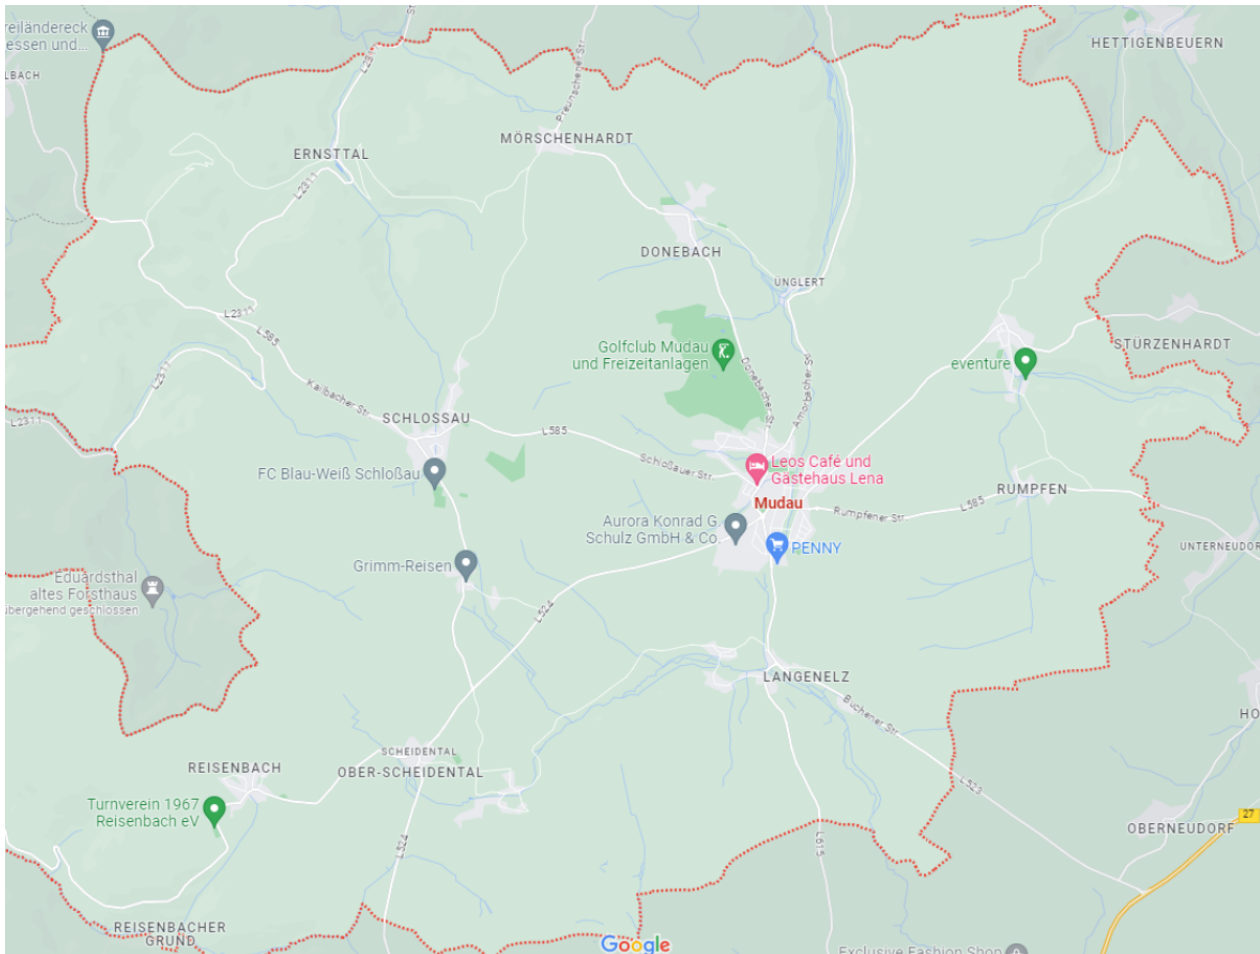 reiländereck
essen und...
LBACH
HETTIGENBEUERN
L2311
Preunschener Str.
MÖRSCHENHARDT
ERNSTTAL
L2311
DONEBACH
UNGLERT
L2311
L585
STÜRZENHARDT
Golfclub Mudau
und Freizeitanlagen
eventure
L2311
Kailbacher Str.
Donebacher S
Amorbacher S
L2311
SCHLOSSAU
L585
Schloßauer Str.
FC Blau-Weiß Schloßau
Leos Café und
Gästehaus Lena
Mudau
RUMPFEN
L585
Rumpfener Str.
Aurora Konrad G
Schulz GmbH & Co.
PENNY
UNTERNEUDOR
Grimm-Reisen
Eduardsthal
altes Forsthaus
übergehend geschlossen
L524
LANGENELZ
Buchener Str.
HO
SCHEIDENTAL
OBER-SCHEIDENTAL
REISENBACH
L523
Turnverein 1967
Reisenbach eV
27
OBERNEUDORF
L524
L615
REISENBACHER
GRUND
Google
Exclusive Fashion Shop